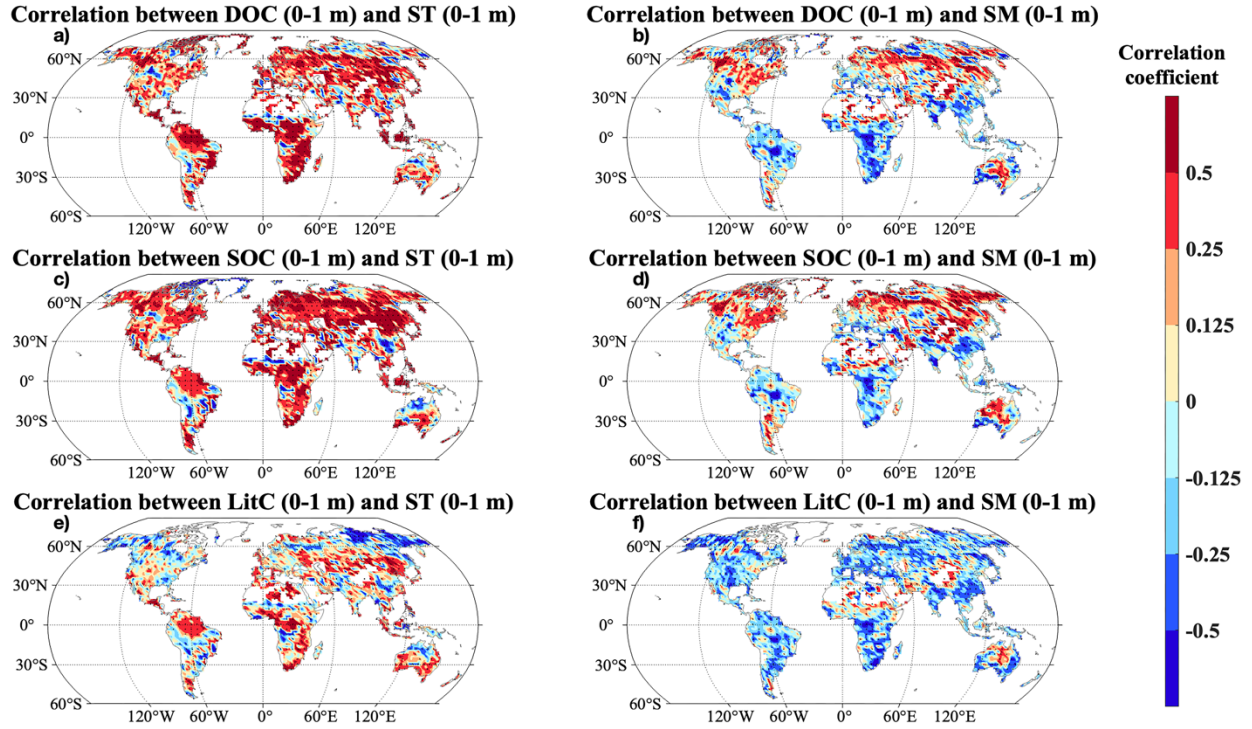 Correlation between DOC (0-1 m) and ST (0-1 m)
a)
60°N
30°N
0°
30°S
60°S
120°W 60°W 0° 60°E 120°E
Correlation between DOC (0-1 m) and SM (0-1 m)
b)
60°N
30°N
0°
30°S
60°S
120°W 60°W 0° 60°E 120°E
Correlation between SOC (0-1 m) and ST (0-1 m)
c)
60°N
30°N
0°
30°S
60°S
120°W 60°W 0° 60°E 120°E
Correlation between SOC (0-1 m) and SM (0-1 m)
d)
60°N
30°N
0°
30°S
60°S
120°W 60°W 0° 60°E 120°E
Correlation between LitC (0-1 m) and ST (0-1 m)
e)
60°N
30°N
0°
30°S
60°S
120°W 60°W 0° 60°E 120°E
Correlation between LitC (0-1 m) and SM (0-1 m)
f)
60°N
30°N
0°
30°S
60°S
120°W 60°W 0° 60°E 120°E
Correlation
coefficient
0.5
0.25
0.125
0
-0.125
-0.25
-0.5